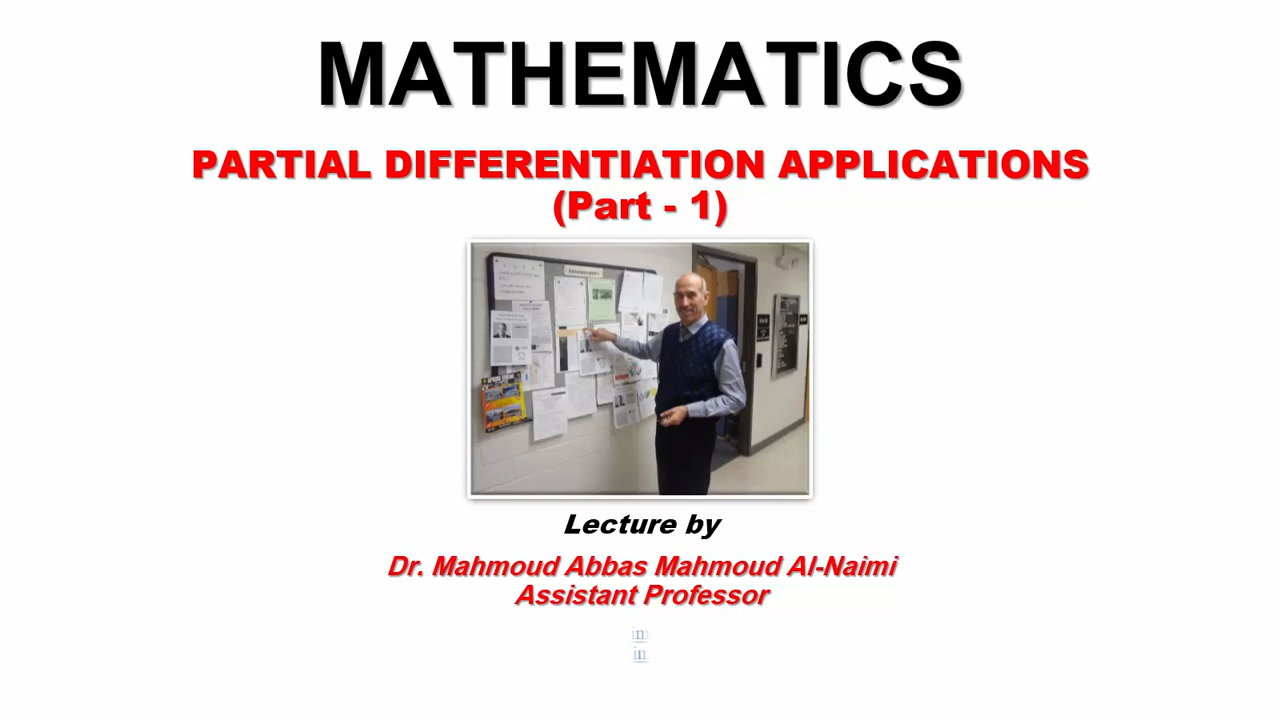 MATHEMATICS
PARTIAL DIFFERENTIATION APPLICATIONS
(Part - 1)
Lecture by
Dr. Mahmoud Abbas Mahmoud Al-Naimi
Assistant Professor